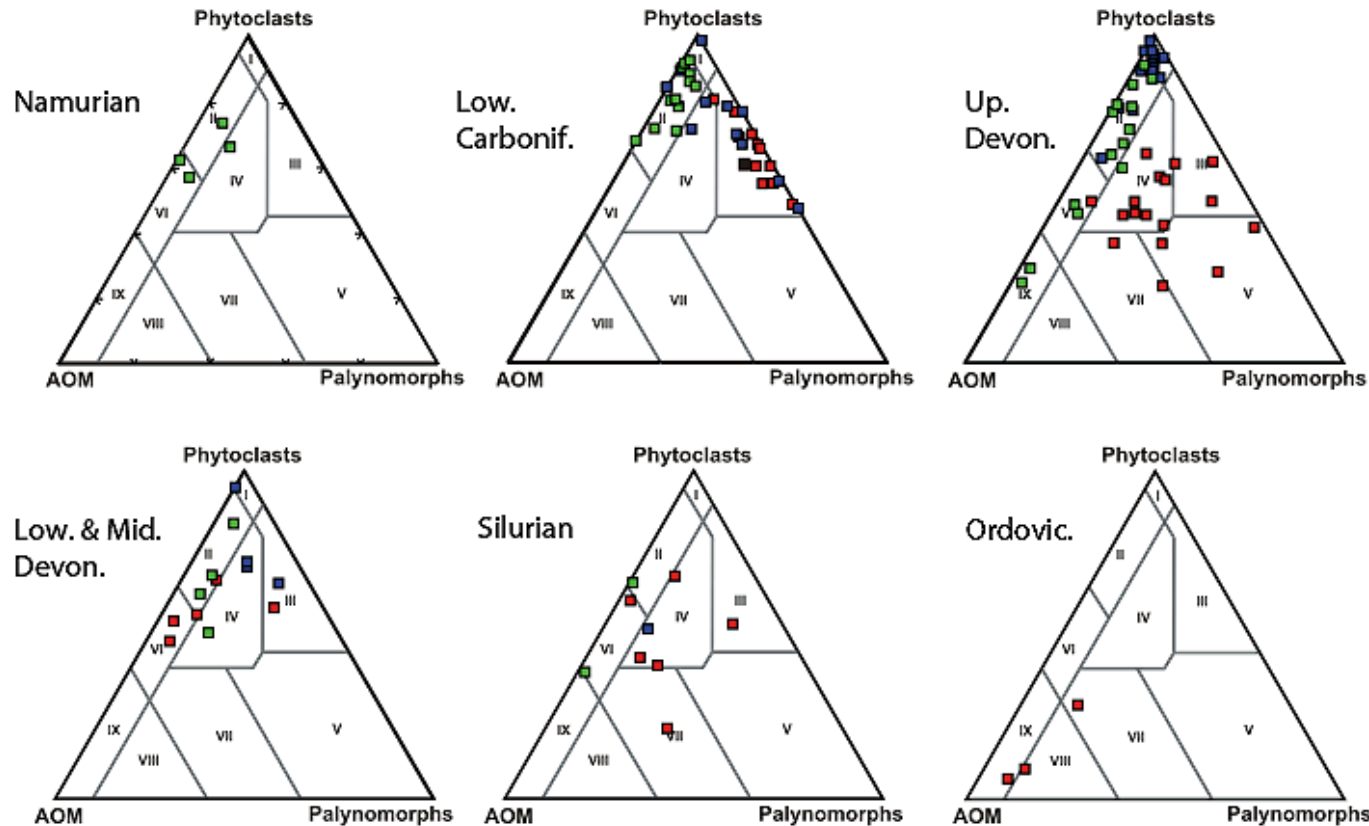 Phytoclasts
Namurian
I
II
III
IV
VI
IX
VII
V
VIII
AOM
Palynomorphs
Phytoclasts
Low.
Carbonif.
I
II
IV
VI
IX
VII
V
VIII
AOM
Palynomorphs
Phytoclasts
Up.
Devon.
II
III
IV
IX
VII
V
VIII
AOM
Palynomorphs
Phytoclasts
Low. & Mid.
Devon.
I
II
III
IV
VI
IX
VII
V
VIII
AOM
Palynomorphs
Phytoclasts
Silurian
I
II
III
IV
VI
IX
VII
V
VIII
AOM
Palynomorphs
Phytoclasts
Ordovic.
I
II
III
IV
VI
IX
VII
V
VIII
AOM
Palynomorphs